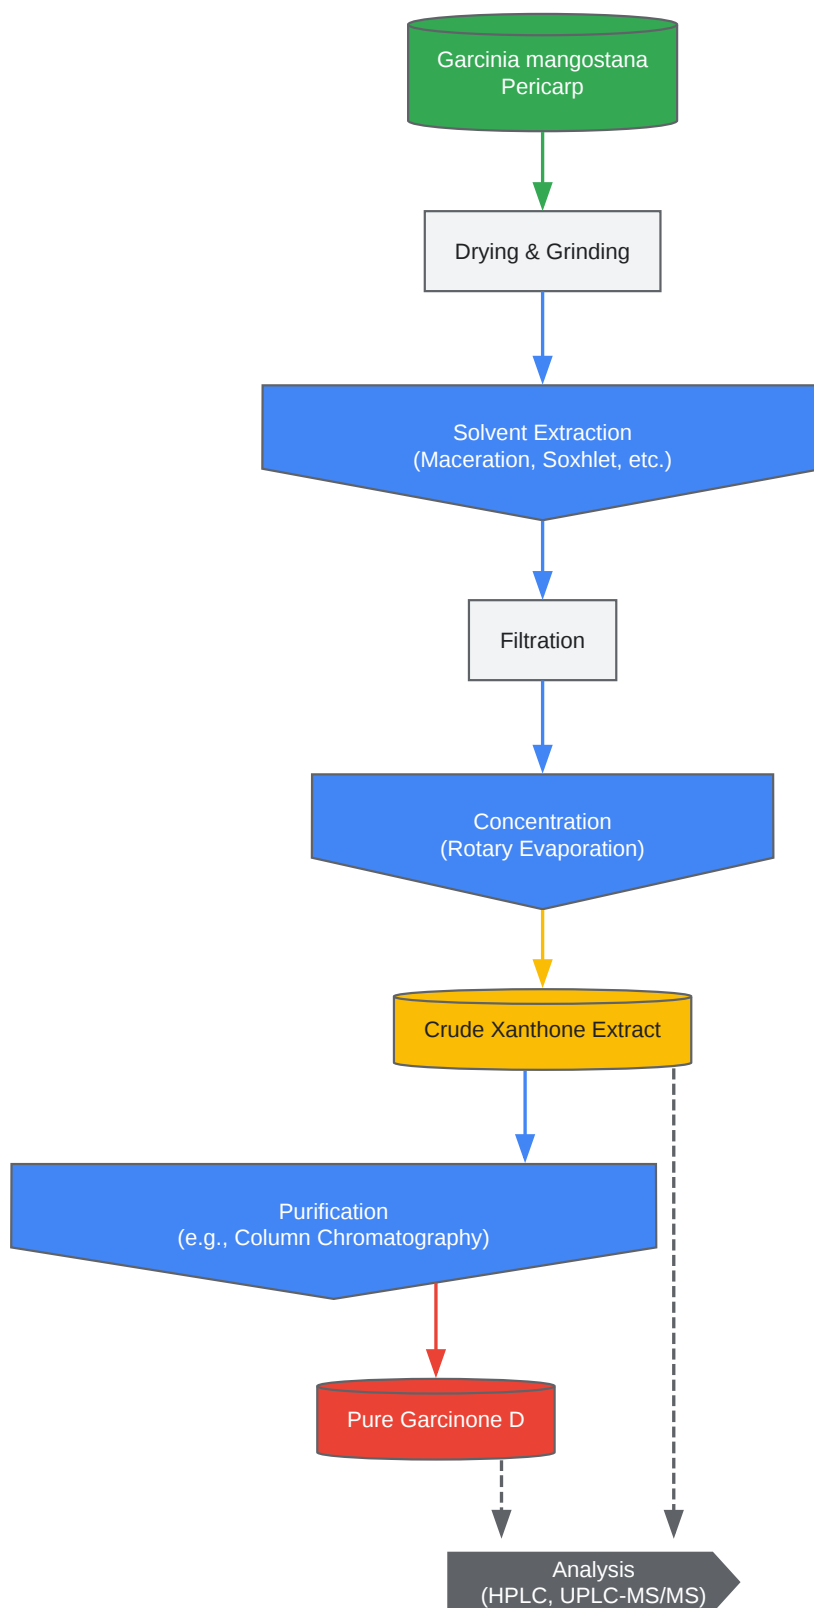 Garcinia mangostana
Pericarp
Drying & Grinding
Solvent Extraction
(Maceration, Soxhlet, etc.)
Filtration
Concentration
(Rotary Evaporation)
Crude Xanthone Extract
Purification
(e.g., Column Chromatography)
Pure Garcinone D
Analysis
(HPLC, UPLC-MS/MS)